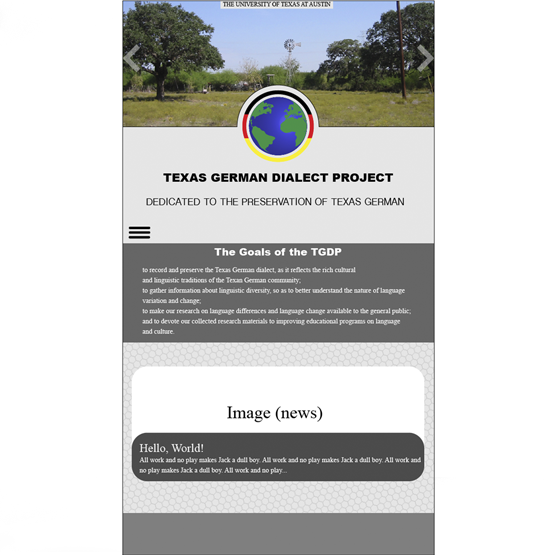 THE UNIVERSITY OF TEXAS AT AUSTIN
TEXAS GERMAN DIALECT PROJECT
DEDICATED TO THE PRESERVATION OF TEXAS GERMAN
The Goals of the TGDP
to record and preserve the Texas German dialect, as it reflects the rich cultural
and linguistic traditions of the Texan German community;
to gather information about linguistic diversity, so as to better understand the nature of language
variation and change;
to make our research on language differences and language change available to the general public;
and to devote our collected research materials to improving educational programs on language
and culture.
Image (news)
Hello, World!
All work and no play makes Jack a dull boy. All work and no play makes Jack a dull boy. All work and
no play makes Jack a dull boy. All work and no play...